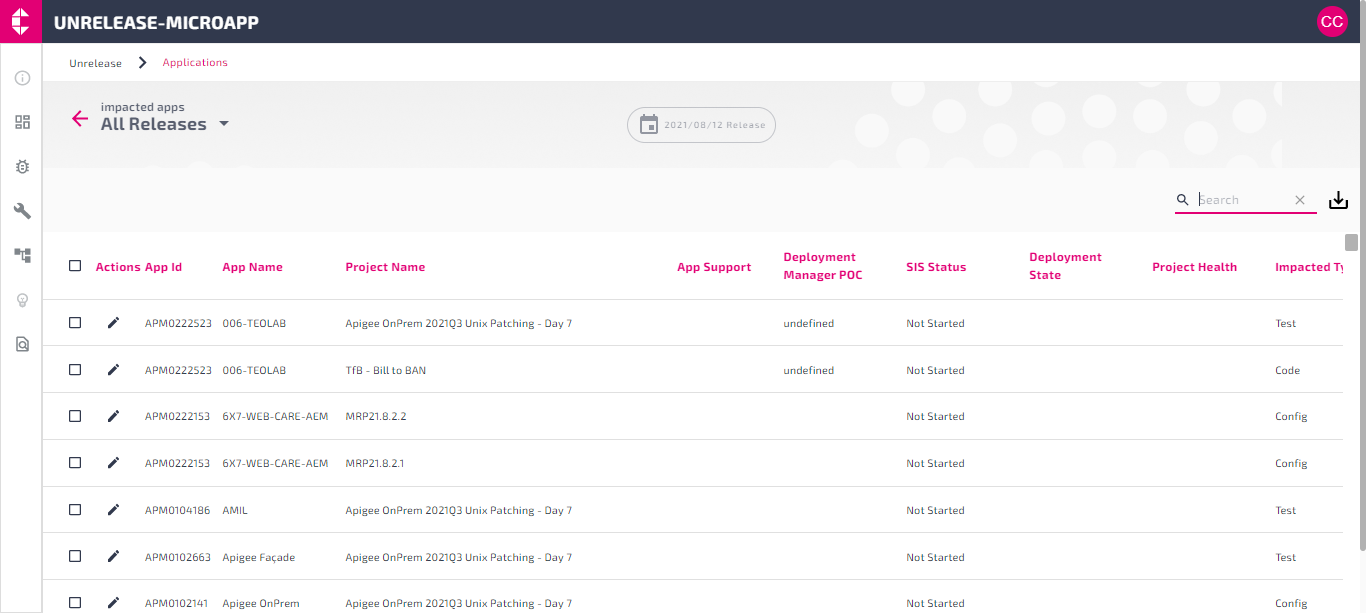 UNRELEASE-MICROAPP
CC
Unrelease Applications
impacted apps
All Releases
2021/08/12 Release
Search
Actions App Id App Name Project Name App Support Deployment Manager POC SIS Status Deployment State Project Health Impacted Ty
APM0222523 006-TEOLAB Apigee OnPrem 2021Q3 Unix Patching - Day 7 undefined Not Started Test
APM0222523 006-TEOLAB TfB - Bill to BAN undefined Not Started Code
APM0222153 6X7-WEB-CARE-AEM MRP21.8.2.2 Not Started Config
APM0222153 6X7-WEB-CARE-AEM MRP21.8.2.1 Not Started Config
APM0104186 AMIL Apigee OnPrem 2021Q3 Unix Patching - Day 7 Not Started Test
APM0102663 Apigee Façade Apigee OnPrem 2021Q3 Unix Patching - Day 7 Not Started Test
APM0102141 Apigee OnPrem Apigee OnPrem 2021Q3 Unix Patching - Day 7 Not Started Config